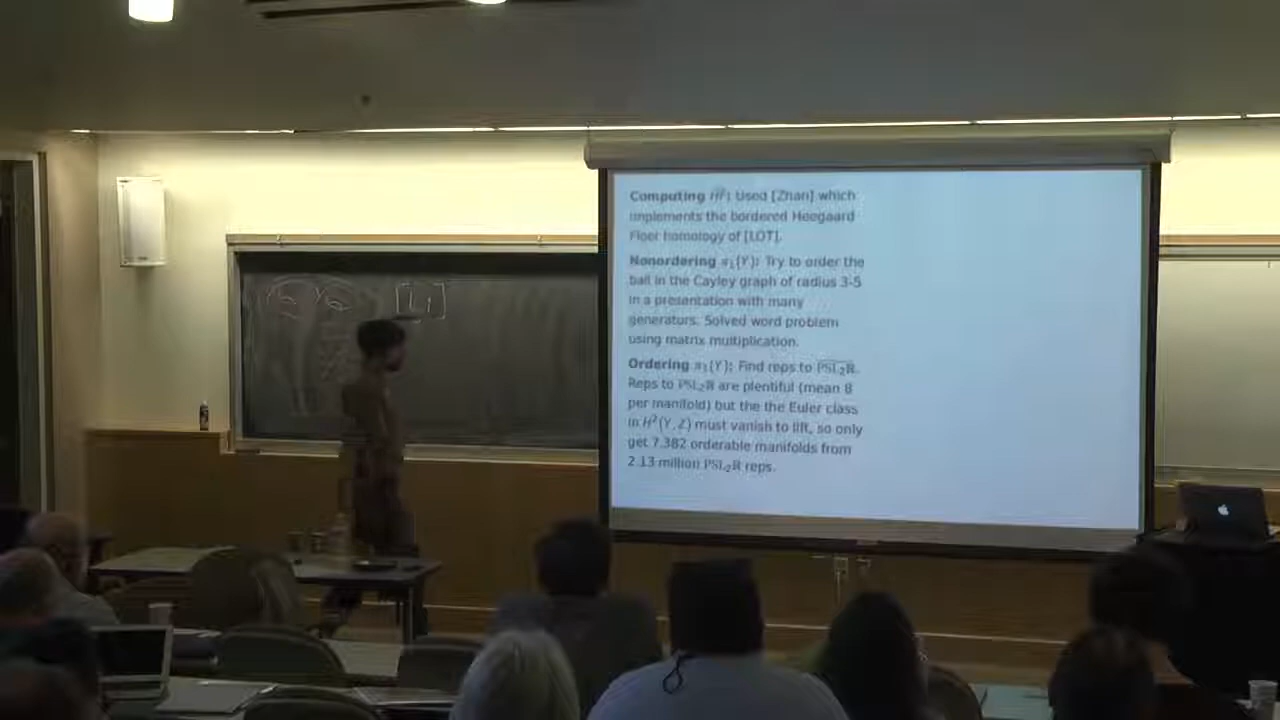 Computing \widehat{HF}: Used [Zhan] which
implements the bordered Heegaard
Floer homology of [LOT].
Nonordering π₁(Y): Try to order the
ball in the Cayley graph of radius 3-5
in a presentation with many
generators. Solved word problem
using matrix multiplication.
Ordering π₁(Y): Find reps to \widetilde{PSL₂ℝ}.
Reps to PSL₂ℝ are plentiful (mean 8
per manifold) but the the Euler class
in H²(Y, ℤ) must vanish to lift, so only
get 7,382 orderable manifolds from
2.13 million PSL₂ℝ reps.